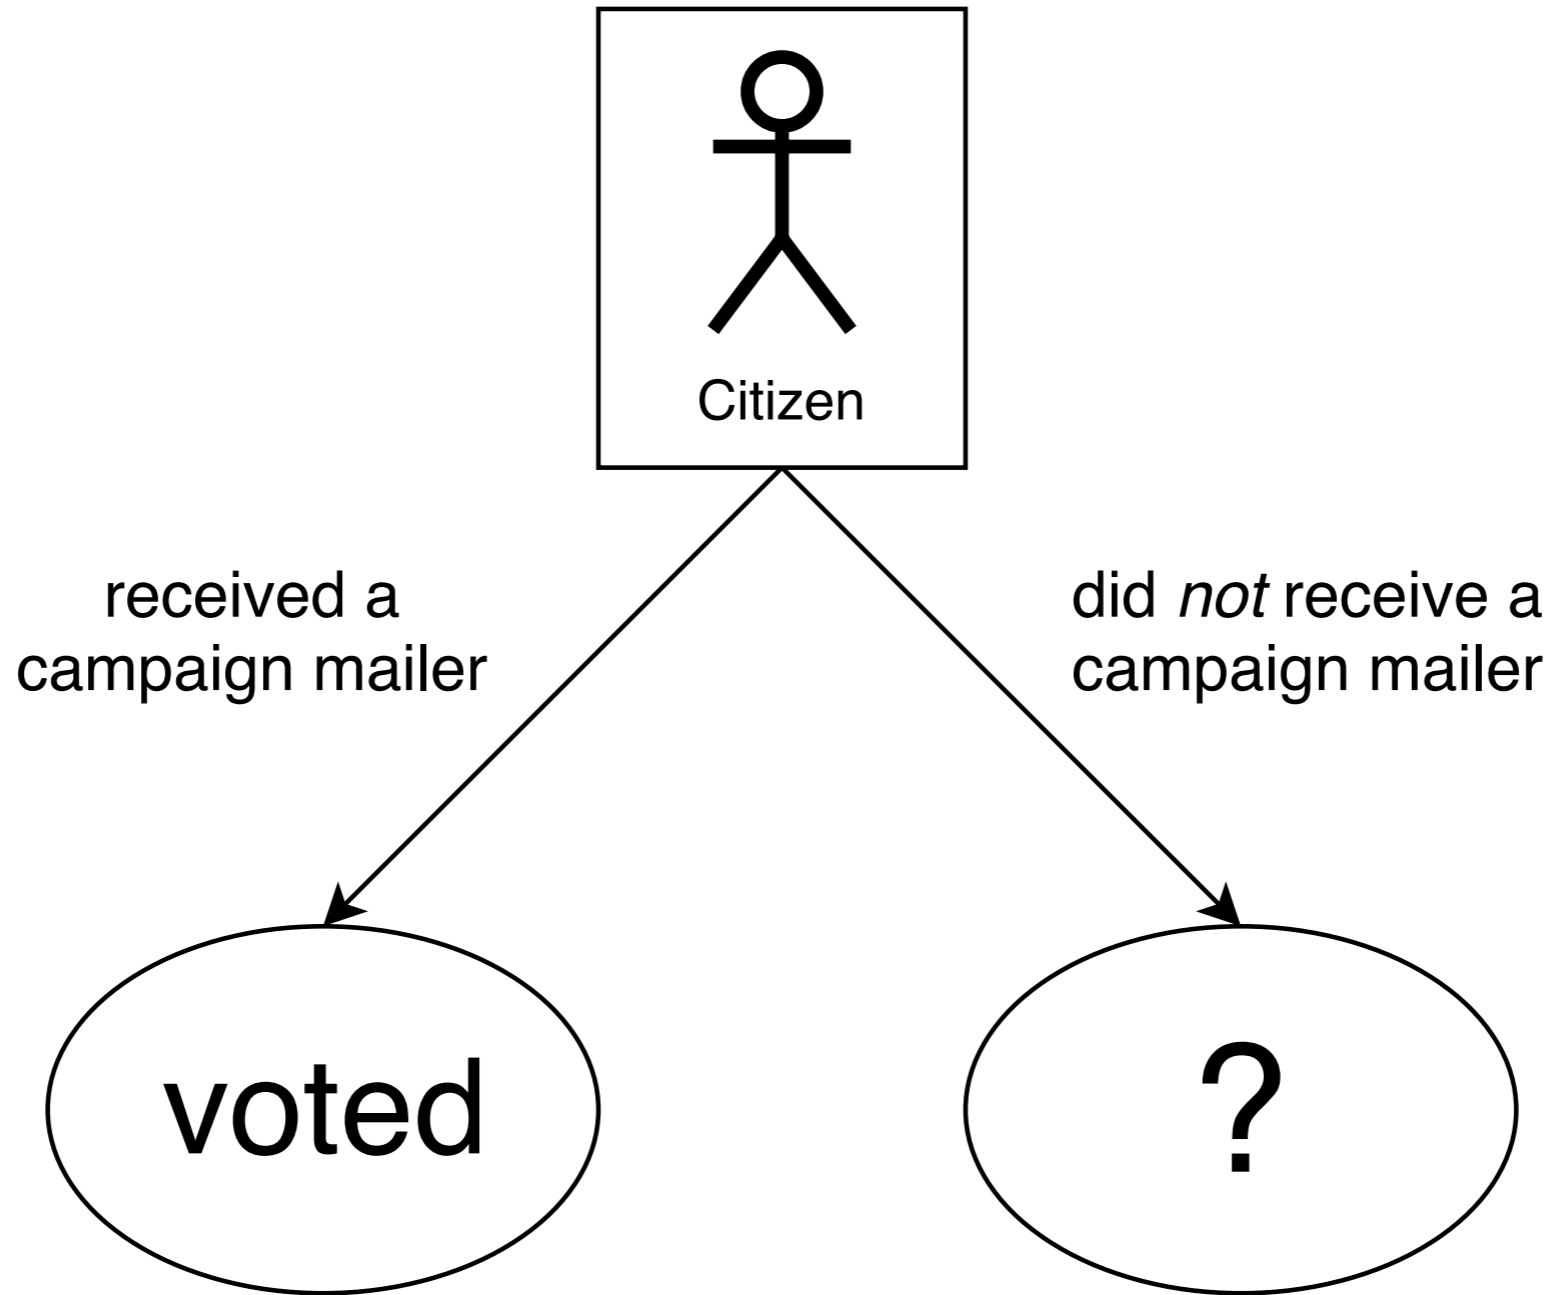 Citizen
received a
campaign mailer
did not receive a
campaign mailer
voted
?